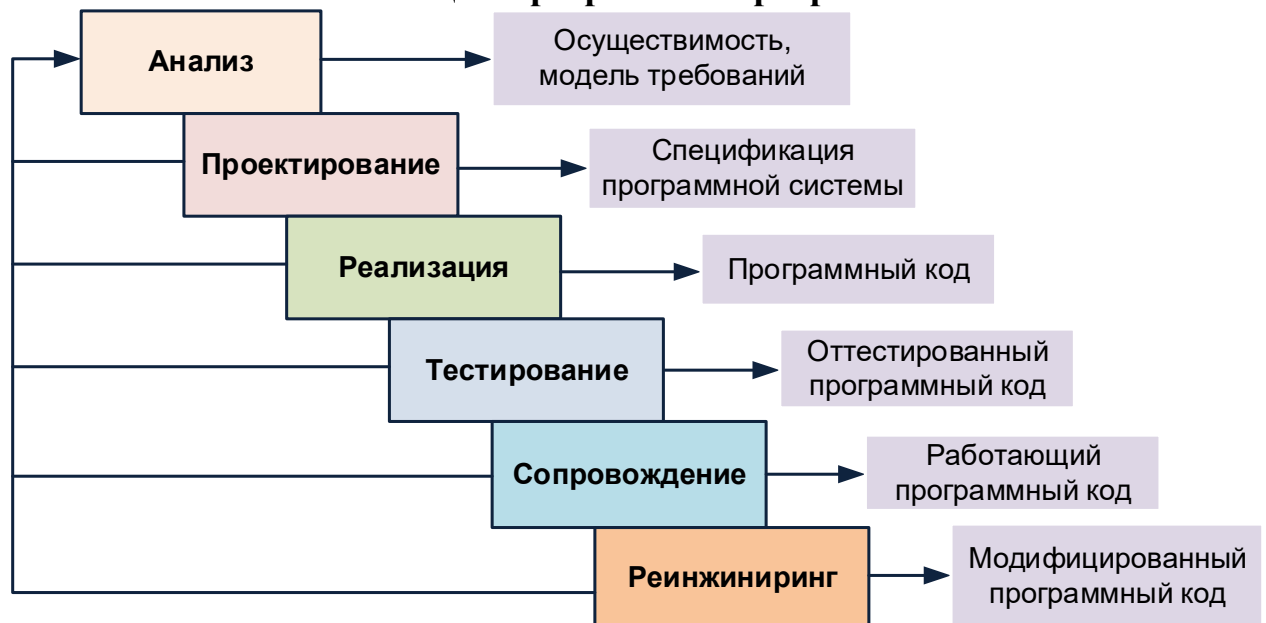 Анализ
Осуществимость,
модель требований
Проектирование
Спецификация
программной системы
Реализация
Программный код
Тестирование
Оттестированный
программный код
Сопровождение
Работающий
программный код
Реинжиниринг
Модифицированный
программный код